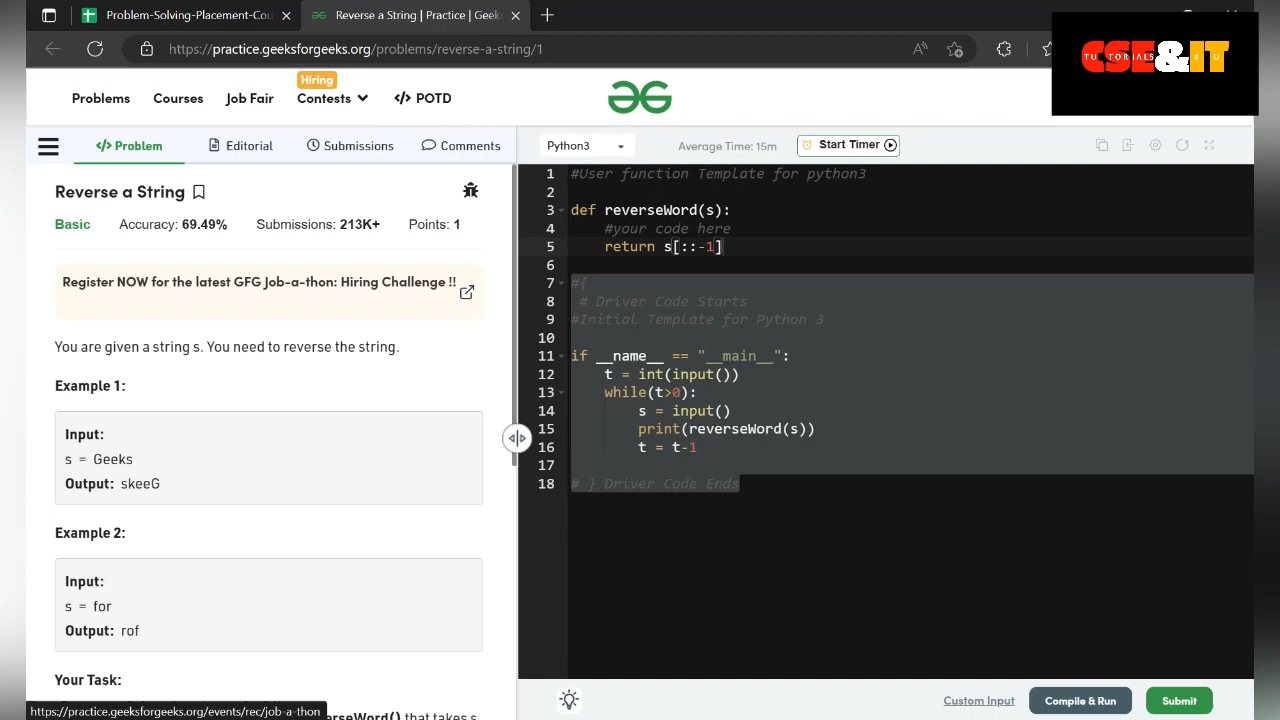 Problem-Solving-Placement-Cou
Reverse a String | Practice | Geeks
https://practice.geeksforgeeks.org/problems/reverse-a-string/1
CSE&IT
TUTORIALS 4 U
Hiring
Problems Courses Job Fair Contests </> POTD
</> Problem Editorial Submissions Comments
Python3 Average Time: 15m Start Timer
Reverse a String
Basic Accuracy: 69.49% Submissions: 213K+ Points: 1
Register NOW for the latest GFG Job-a-thon: Hiring Challenge !!
You are given a string s. You need to reverse the string.
Example 1:
Input:
s = Geeks
Output: skeeG
Example 2:
Input:
s = for
Output: rof
Your Task:
erseWord() that takes s
https://practice.geeksforgeeks.org/events/rec/job-a-thon
1 #User function Template for python3
2
3 def reverseWord(s):
4 #your code here
5 return s[::-1]
6
7 #{
8 # Driver Code Starts
9 #Initial Template for Python 3
10
11 if __name__ == "__main__":
12 t = int(input())
13 while(t>0):
14 s = input()
15 print(reverseWord(s))
16 t = t-1
17
18 # } Driver Code Ends
Custom Input Compile & Run Submit